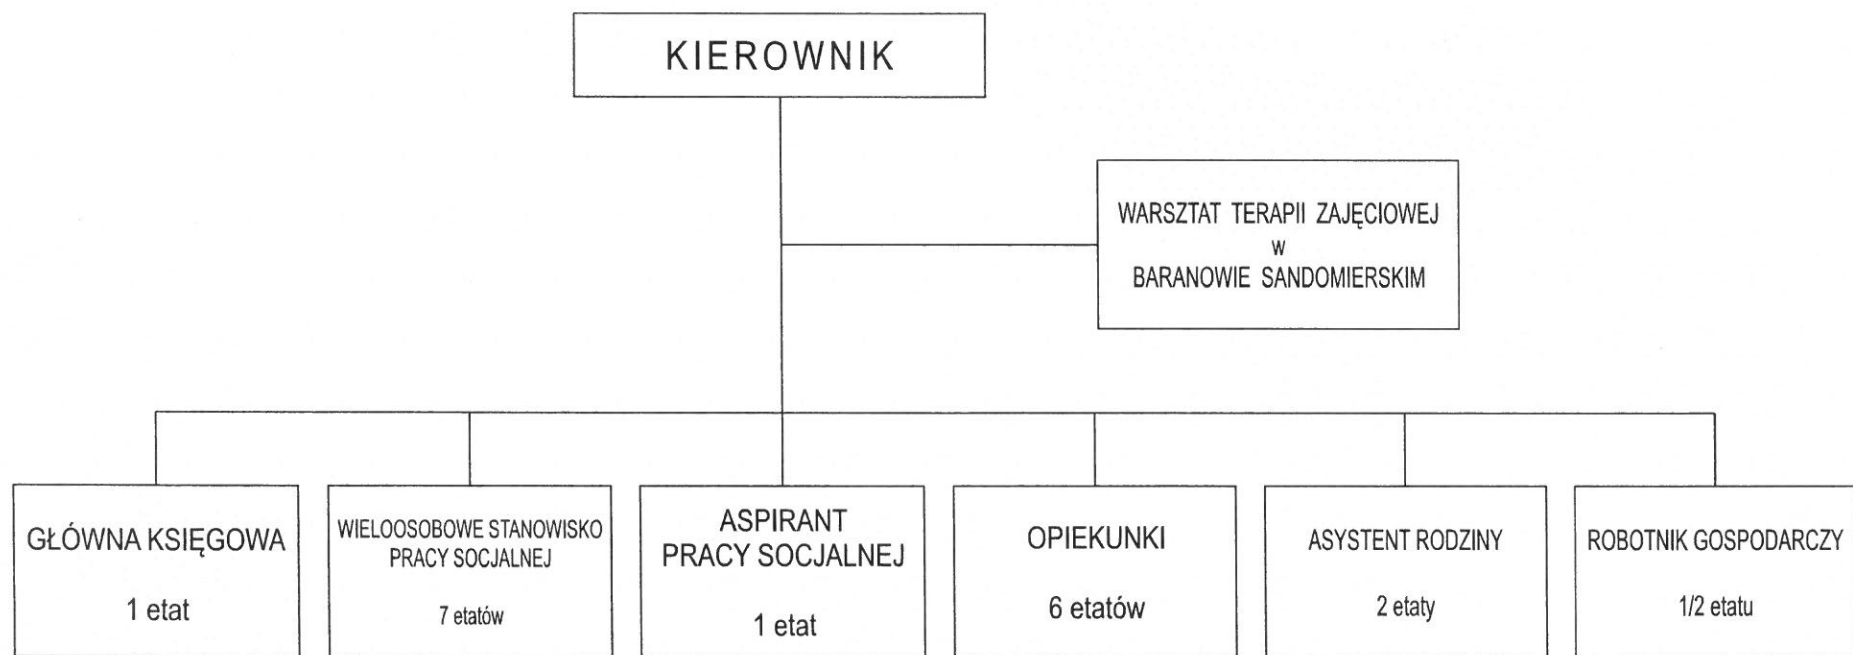 KIEROWNIK
WARSZTAT TERAPII ZAJĘCIOWEJ
w
BARANOWIE SANDOMIERSKIM
GŁÓWNA KSIĘGOWA
1 etat
WIELOOSOBOWE STANOWISKO
PRACY SOCJALNEJ
7 etatów
ASPIRANT
PRACY SOCJALNEJ
1 etat
OPIEKUNKI
6 etatów
ASYSTENT RODZINY
2 etaty
ROBOTNIK GOSPODARCZY
1/2 etatu